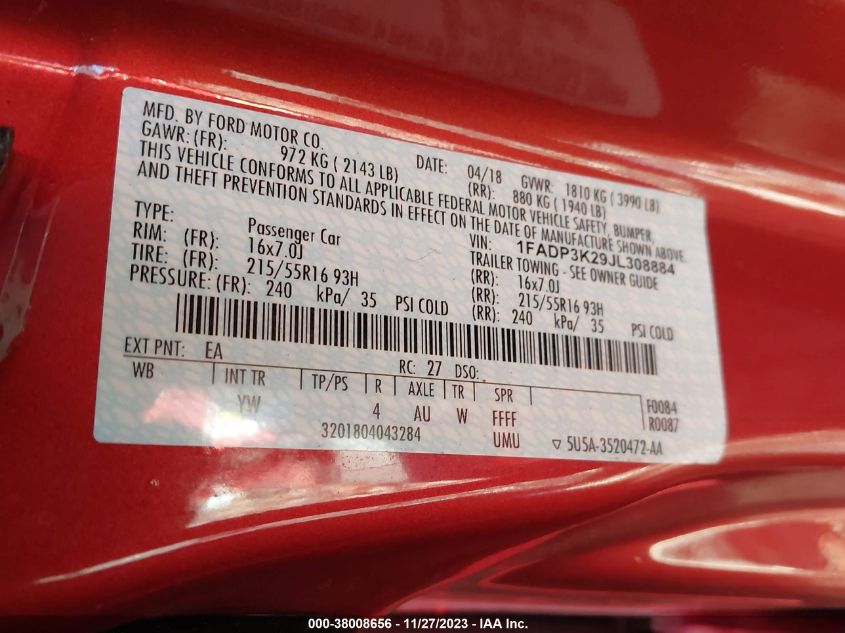 MFD. BY FORD MOTOR CO. DATE: 04/18 GVWR: 1810 KG ( 3990 LB)
GAWR:(FR): 972 KG ( 2143 LB) (RR): 880 KG ( 1940 LB)
THIS VEHICLE CONFORMS TO ALL APPLICABLE FEDERAL MOTOR VEHICLE SAFETY, BUMPER,
AND THEFT PREVENTION STANDARDS IN EFFECT ON THE DATE OF MANUFACTURE SHOWN ABOVE.
VIN: 1FADP3K29JL308884
TYPE: Passenger Car TRAILER TOWING - SEE OWNER GUIDE
RIM: (FR): 16x7.0J (RR): 16x7.0J
TIRE: (FR): 215/55R16 93H (RR): 215/55R16 93H
PRESSURE: (FR): 240 kPa/ 35 PSI COLD (RR): 240 kPa/ 35 PSI COLD
EXT PNT: EA RC: 27 DSO:
WB INT TR TP/PS R AXLE TR SPR F0084
YW 4 AU W FFFF R0087
3201804043284 UMU ▽ 5U5A-3520472-AA
000-38008656 - 11/27/2023 - IAA Inc.